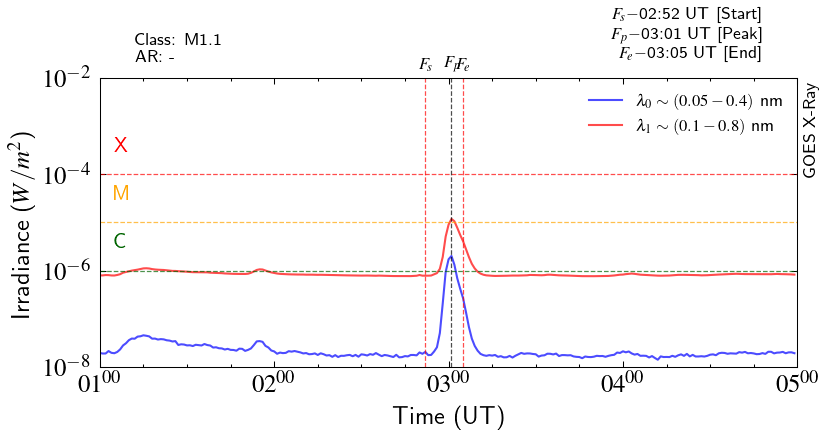 Fs−02:52 UT [Start]
Class: M1.1
Fp−03:01 UT [Peak]
AR: -
Fe−03:05 UT [End]
Fs Fp Fe
10⁻²
λ₀ ∼ (0.05 − 0.4) nm
λ₁ ∼ (0.1 − 0.8) nm
GOES X-Ray
X
10⁻⁴
M
C
10⁻⁶
10⁻⁸
Irradiance (W/m²)
01⁰⁰ 02⁰⁰ 03⁰⁰ 04⁰⁰ 05⁰⁰
Time (UT)